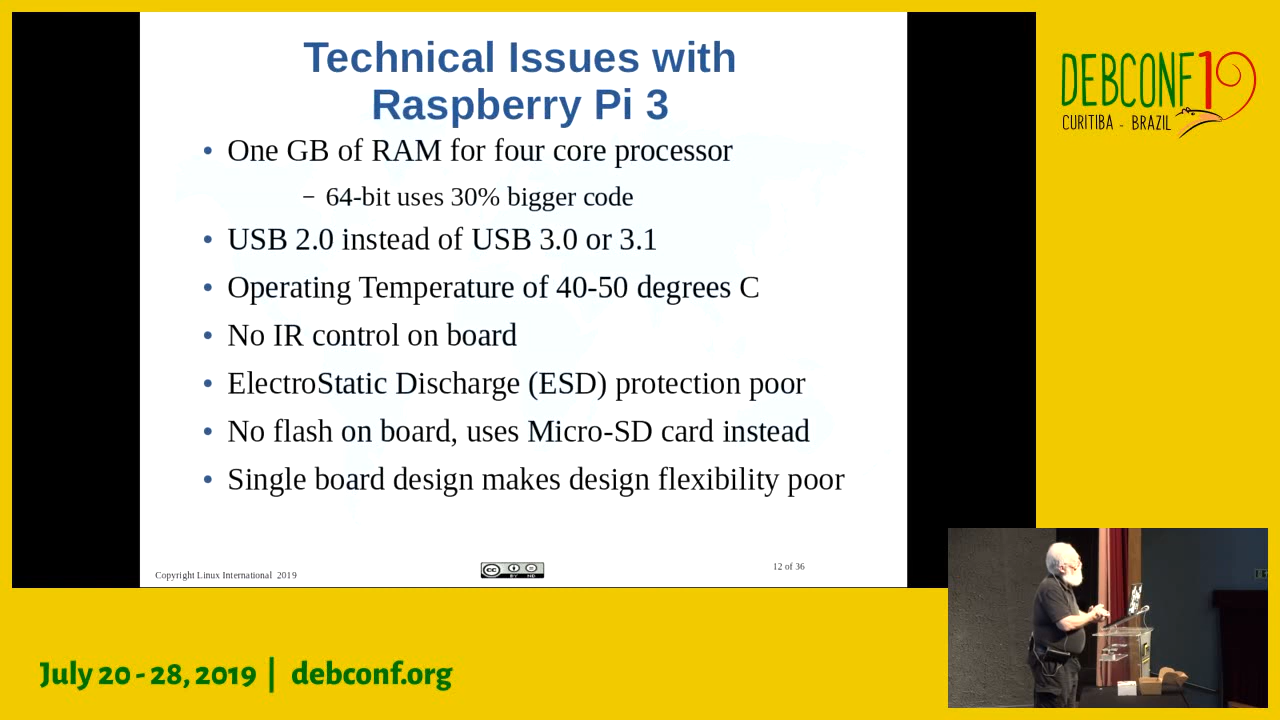 Technical Issues with
Raspberry Pi 3
• One GB of RAM for four core processor
– 64-bit uses 30% bigger code
• USB 2.0 instead of USB 3.0 or 3.1
• Operating Temperature of 40-50 degrees C
• No IR control on board
• ElectroStatic Discharge (ESD) protection poor
• No flash on board, uses Micro-SD card instead
• Single board design makes design flexibility poor
Copyright Linux International 2019
cc BY ND
12 of 36
DEBCONF19
CURITIBA - BRAZIL
July 20 - 28, 2019 | debconf.org